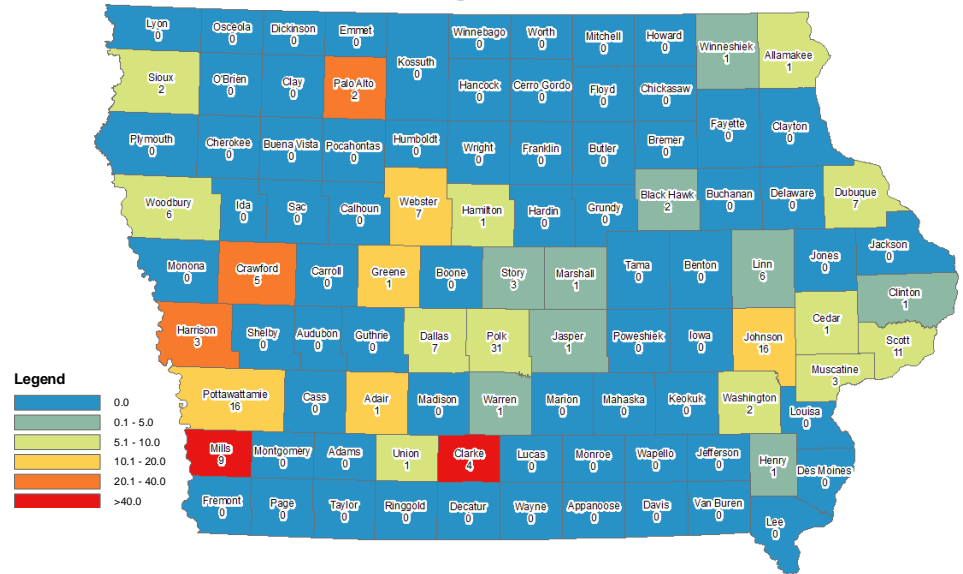 Lyon
0
Osceola
0
Dickinson
0
Emmet
0
Kossuth
0
Winnebago
0
Worth
0
Mitchell
0
Howard
0
Winneshiek
1
Allamakee
1
Sioux
2
O'Brien
0
Clay
0
Palo Alto
2
Hancock
0
Cerro Gordo
0
Floyd
0
Chickasaw
0
Plymouth
0
Cherokee
0
Buena Vista
0
Pocahontas
0
Humboldt
0
Wright
0
Franklin
0
Butler
0
Bremer
0
Fayette
0
Clayton
0
Woodbury
6
Ida
0
Sac
0
Calhoun
0
Webster
7
Hamilton
1
Hardin
0
Grundy
0
Black Hawk
2
Buchanan
0
Delaware
0
Dubuque
7
Monona
0
Crawford
5
Carroll
0
Greene
1
Boone
0
Story
3
Marshall
1
Tama
0
Benton
0
Linn
6
Jones
0
Jackson
0
Clinton
1
Harrison
3
Shelby
0
Audubon
0
Guthrie
0
Dallas
7
Polk
31
Jasper
1
Poweshiek
0
Iowa
0
Johnson
16
Cedar
1
Scott
11
Muscatine
3
Pottawattamie
16
Cass
0
Adair
1
Madison
0
Warren
1
Marion
0
Mahaska
0
Keokuk
0
Washington
2
Louisa
0
Mills
9
Montgomery
0
Adams
0
Union
1
Clarke
4
Lucas
0
Monroe
0
Wapello
0
Jefferson
0
Henry
1
Des Moines
0
Fremont
0
Page
0
Taylor
0
Ringgold
0
Decatur
0
Wayne
0
Appanoose
0
Davis
0
Van Buren
0
Lee
0
Legend
0.0
0.1 - 5.0
5.1 - 10.0
10.1 - 20.0
20.1 - 40.0
>40.0